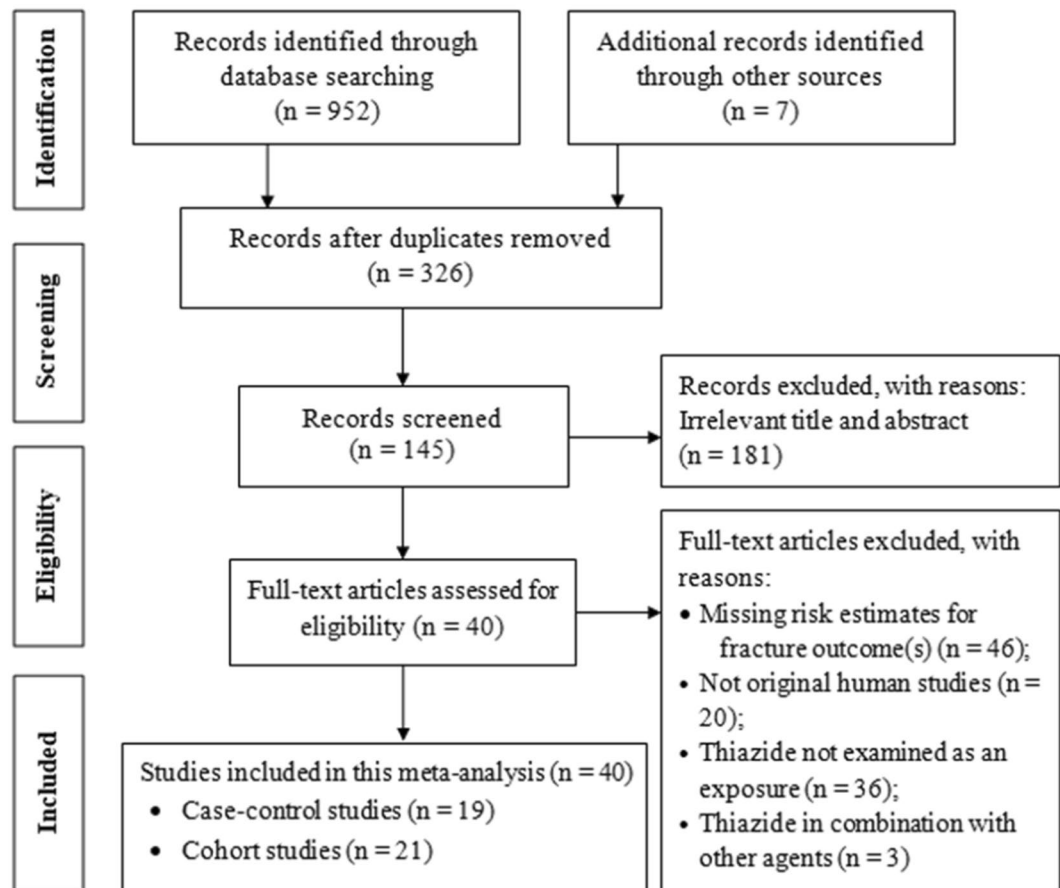 Identification
Records identified through
database searching
(n = 952)
Additional records identified
through other sources
(n = 7)
Records after duplicates removed
(n = 326)
Screening
Records screened
(n = 145)
Records excluded, with reasons:
Irrelevant title and abstract
(n = 181)
Eligibility
Full-text articles assessed for
eligibility (n = 40)
Full-text articles excluded, with
reasons:
• Missing risk estimates for
fracture outcome(s) (n = 46);
• Not original human studies (n =
20);
• Thiazide not examined as an
exposure (n = 36);
• Thiazide in combination with
other agents (n = 3)
Included
Studies included in this meta-analysis (n = 40)
• Case-control studies (n = 19)
• Cohort studies (n = 21)